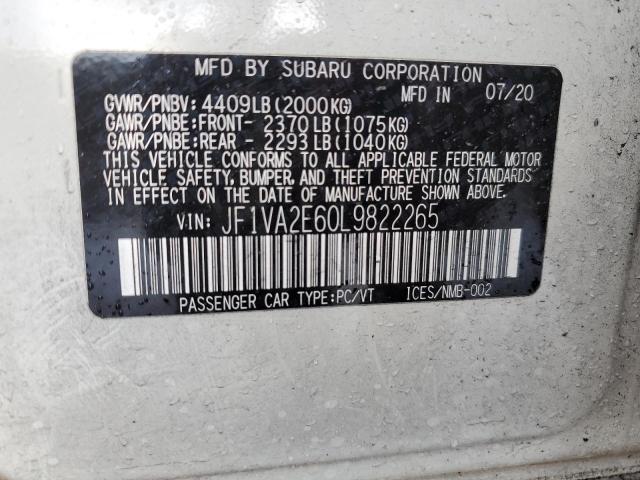 MFD BY SUBARU CORPORATION
GVWR/PNBV: 4409LB(2000KG) MFD IN 07/20
GAWR/PNBE:FRONT- 2370LB(1075KG)
GAWR/PNBE:REAR - 2293LB(1040KG)
THIS VEHICLE CONFORMS TO ALL APPLICABLE FEDERAL MOTOR
VEHICLE SAFETY, BUMPER, AND THEFT PREVENTION STANDARDS
IN EFFECT ON THE DATE OF MANUFACTURE SHOWN ABOVE.
VIN: JF1VA2E60L9822265
PASSENGER CAR TYPE:PC/VT ICES/NMB-002